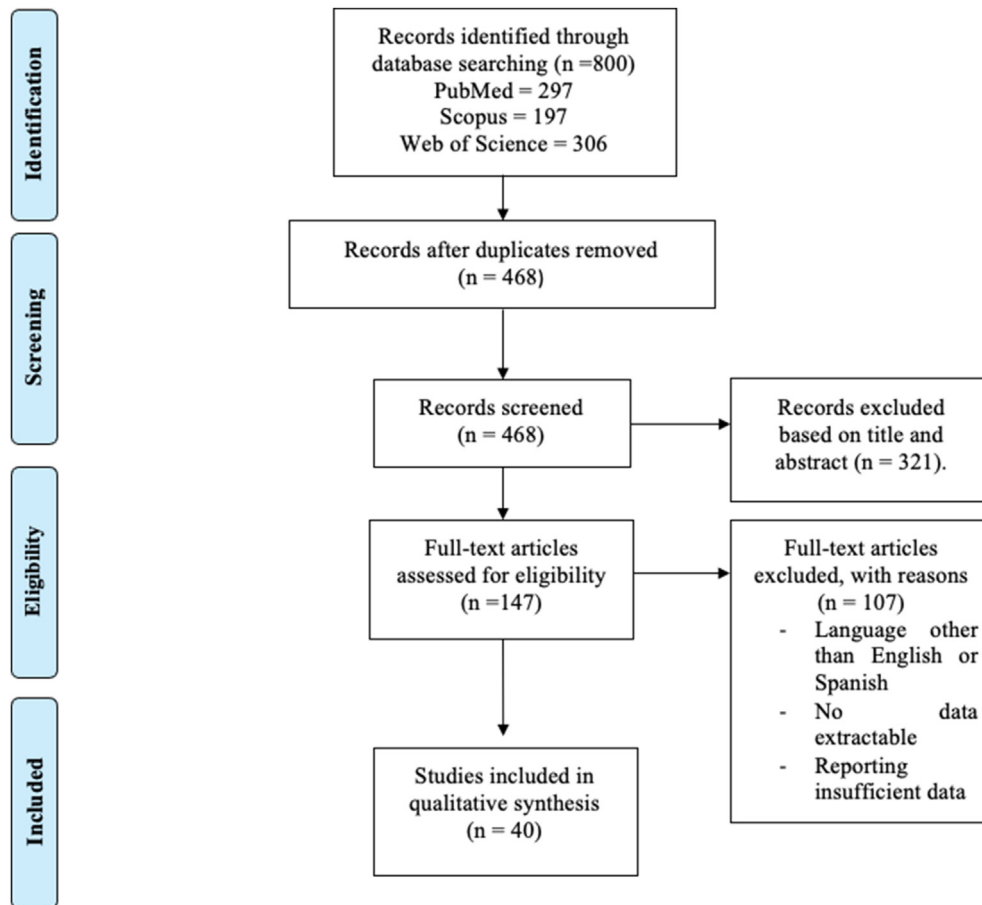 Identification
Records identified through
database searching (n =800)
PubMed = 297
Scopus = 197
Web of Science = 306
Screening
Records after duplicates removed
(n = 468)
Records screened
(n = 468)
Records excluded
based on title and
abstract (n = 321).
Eligibility
Full-text articles
assessed for eligibility
(n =147)
Full-text articles
excluded, with reasons
(n = 107)
- Language other
than English or
Spanish
- No data
extractable
- Reporting
insufficient data
Included
Studies included in
qualitative synthesis
(n = 40)